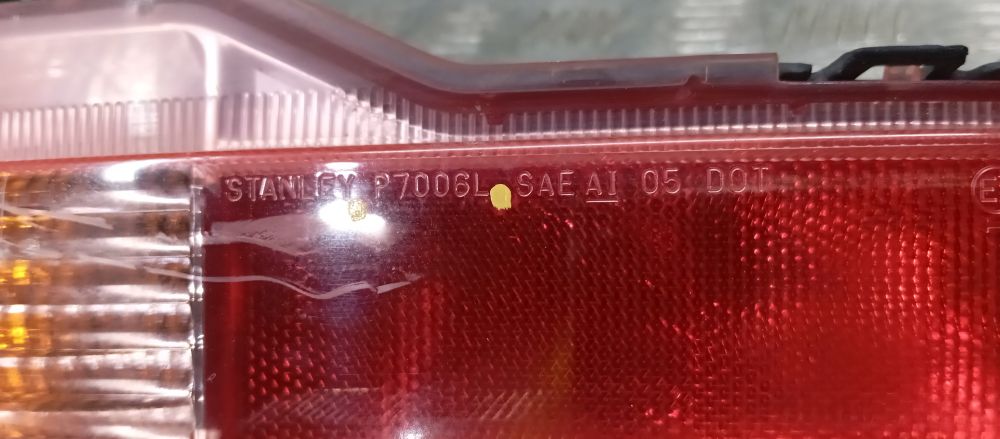 STANLEY P7006L SAE AI 05 DOT
E